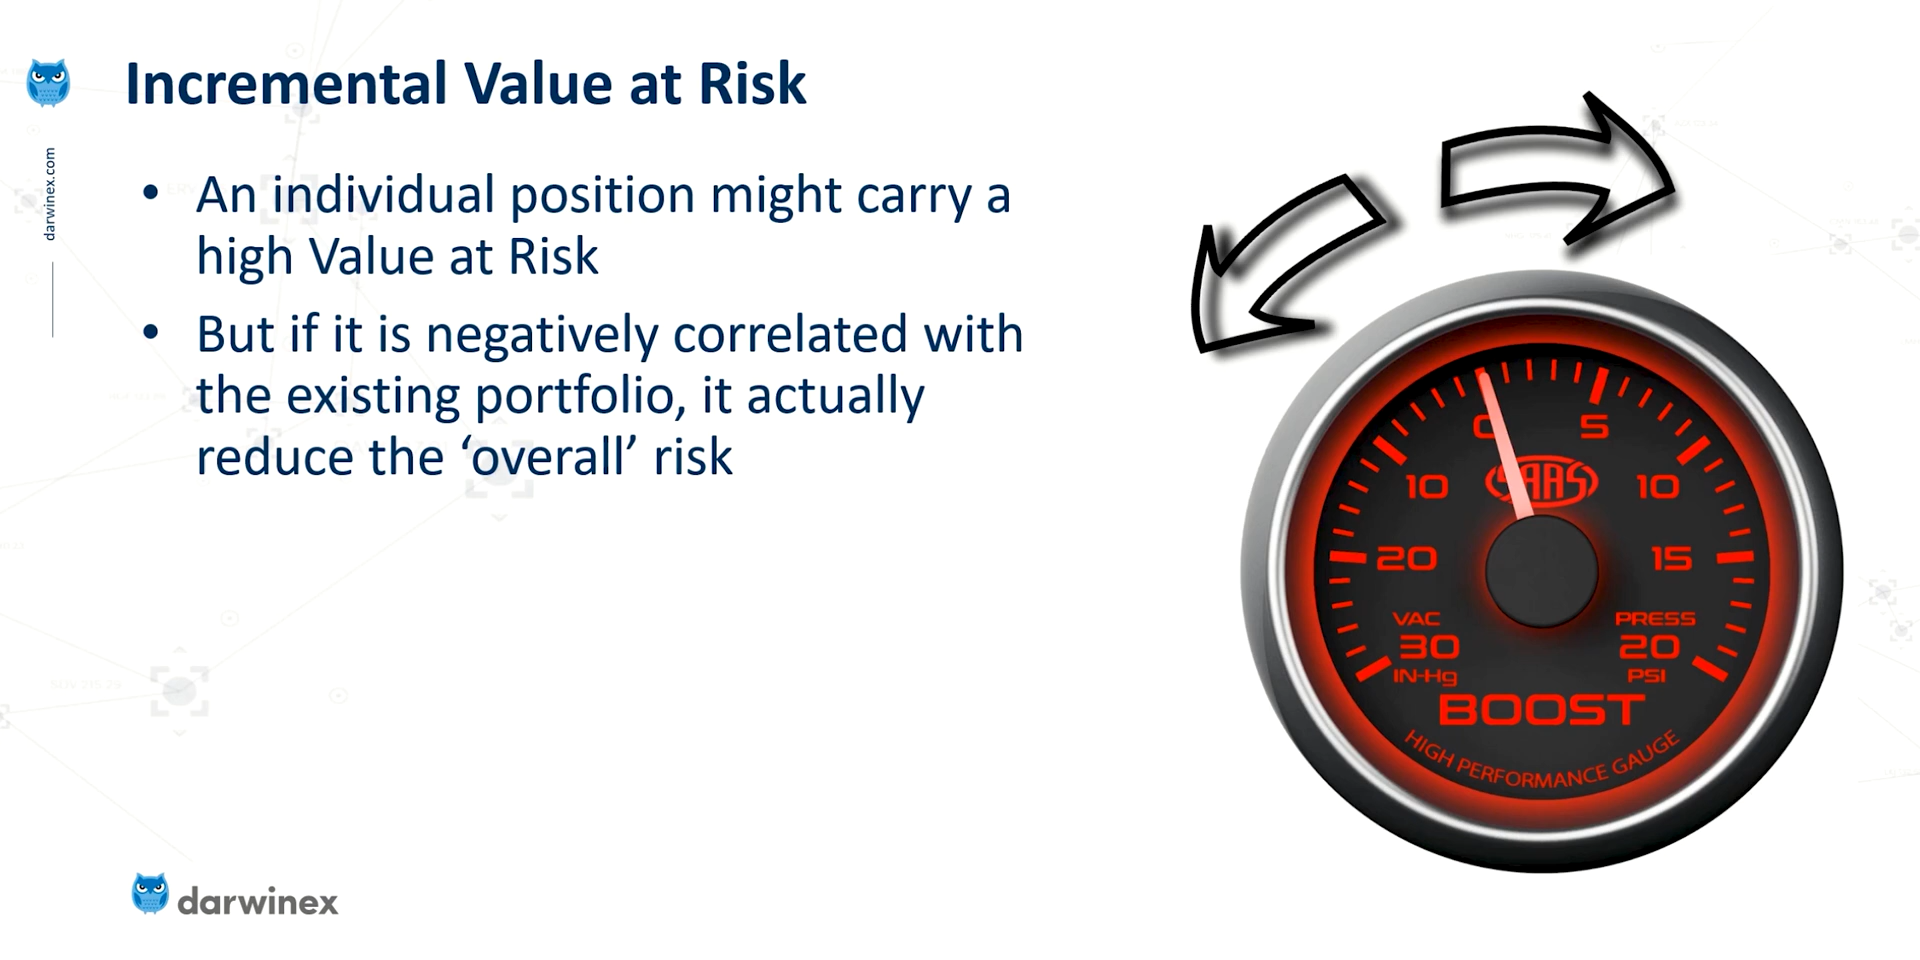 Incremental Value at Risk
darwinex.com
• An individual position might carry a
high Value at Risk
• But if it is negatively correlated with
the existing portfolio, it actually
reduce the ‘overall’ risk
0 5
10 SAAS 10
20 15
VAC PRESS
30 20
IN-Hg PSI
BOOST
HIGH PERFORMANCE GAUGE
darwinex